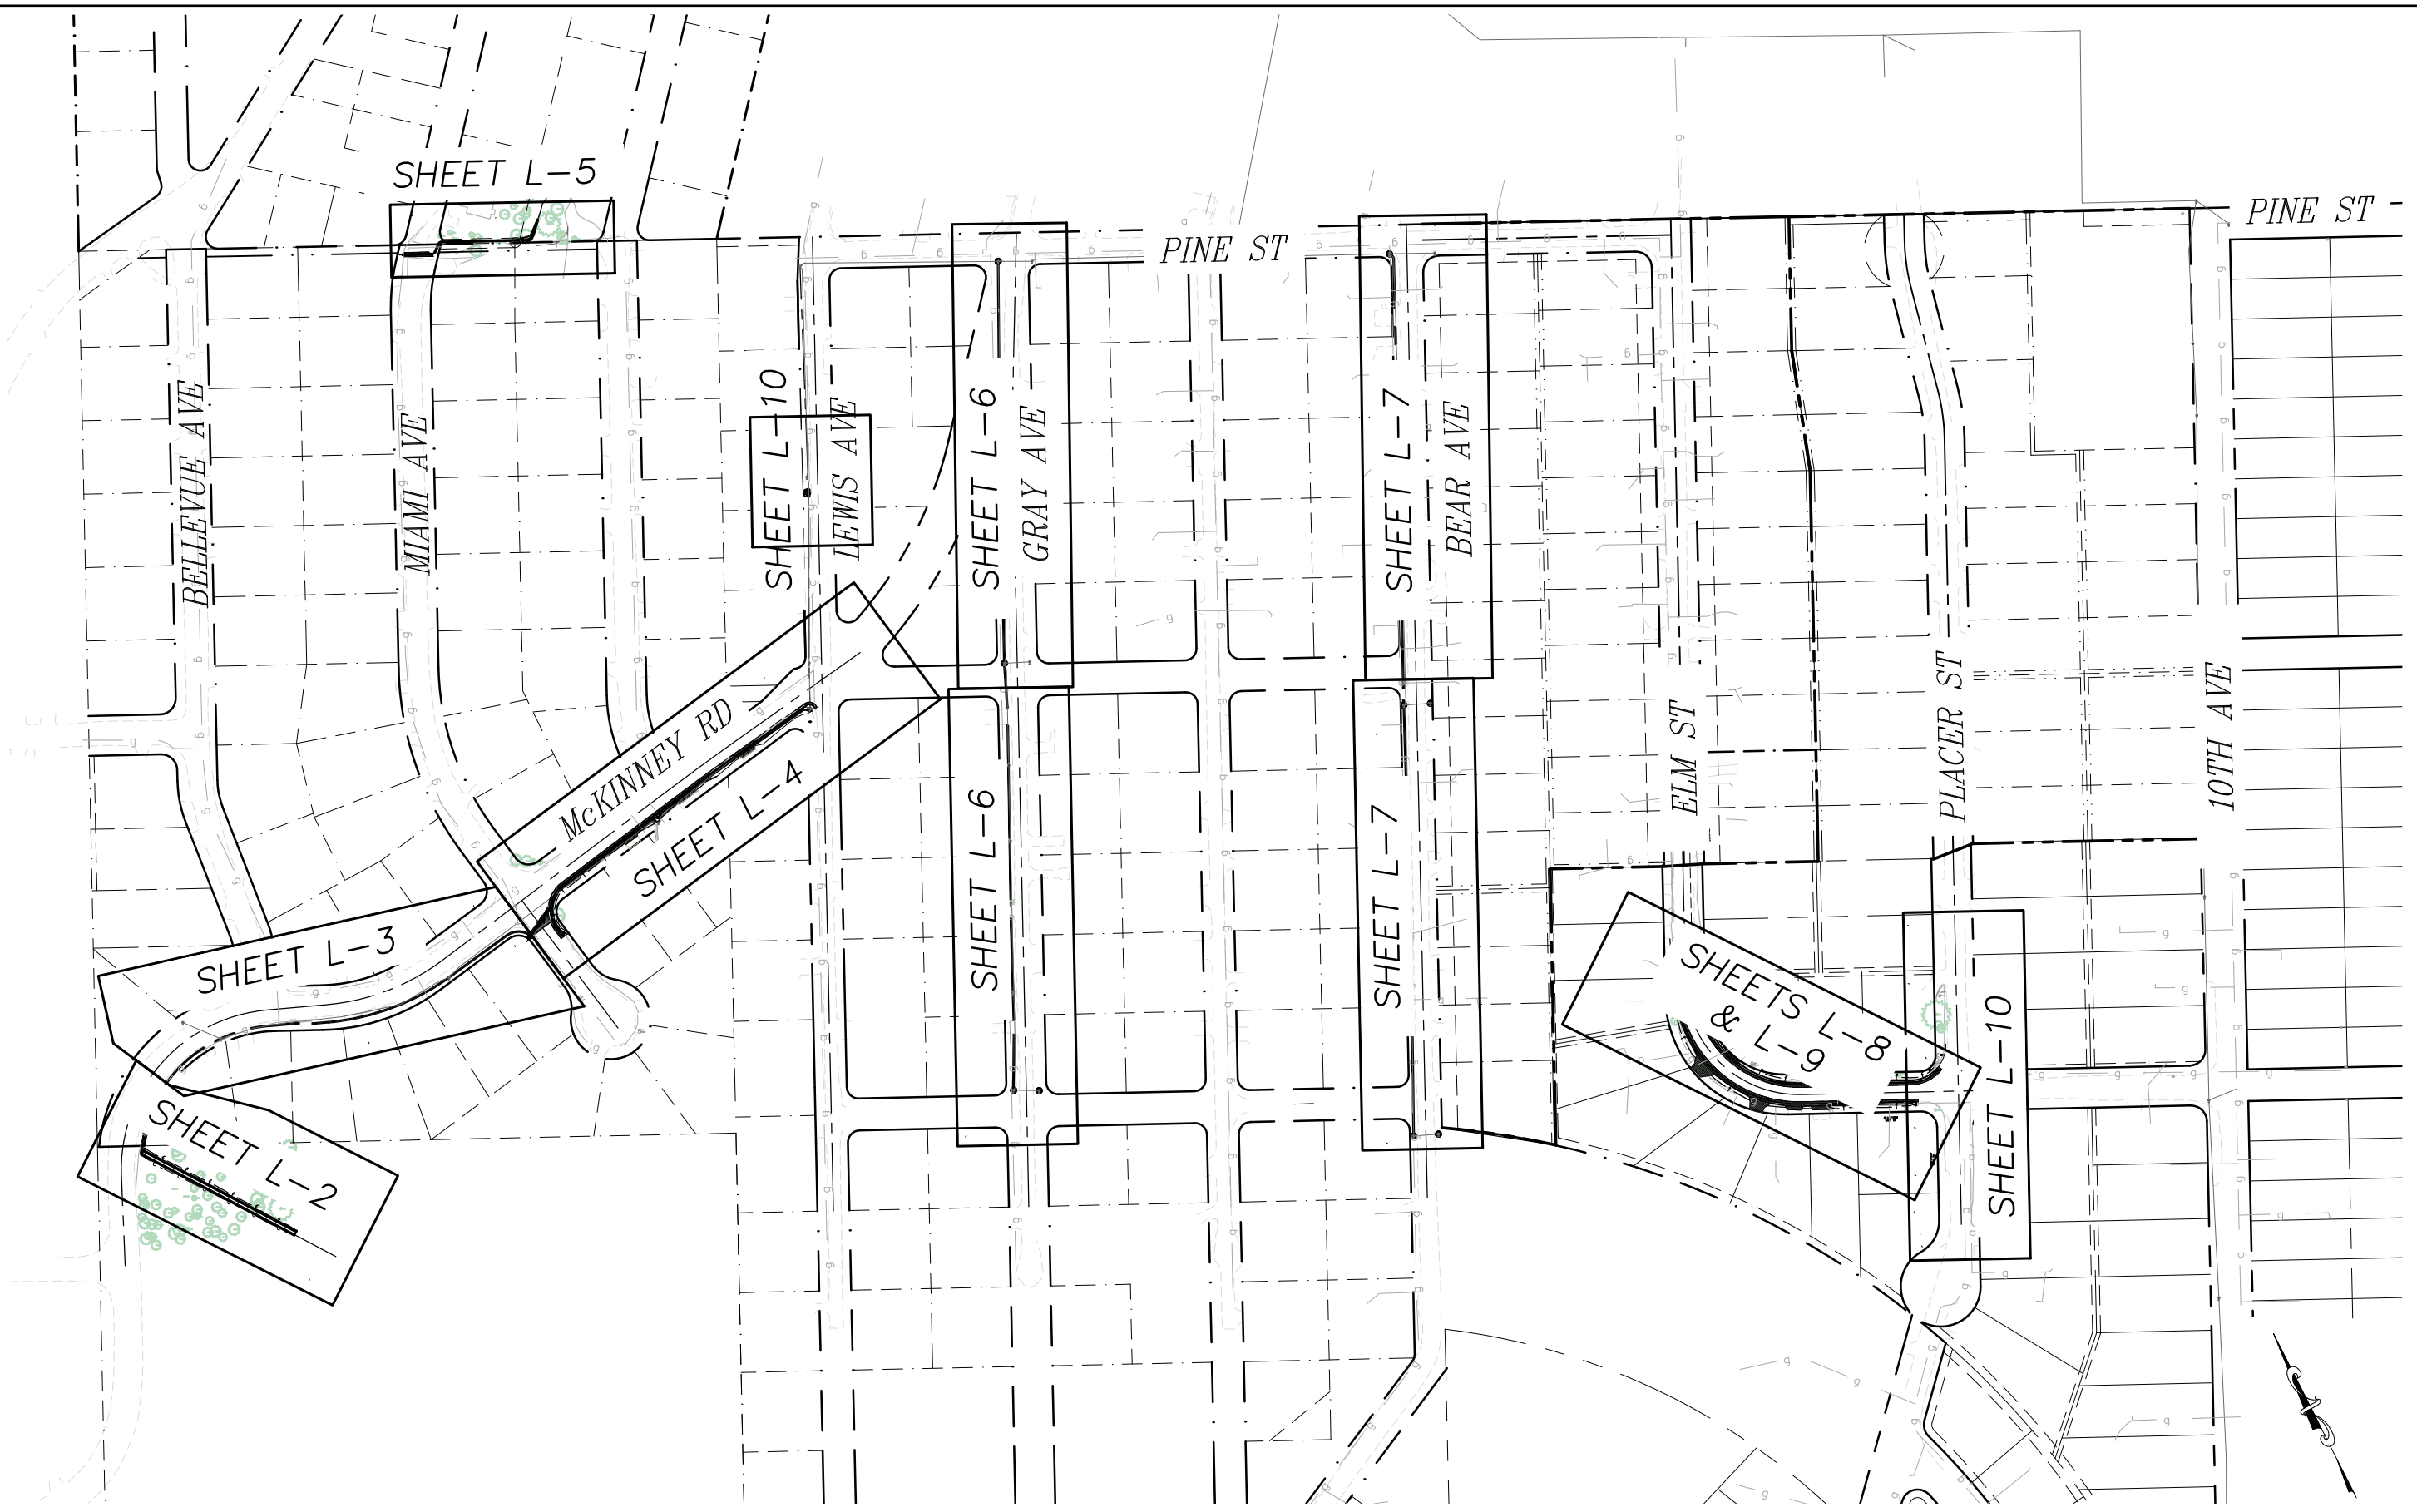 SHEET L-5
PINE ST
PINE ST
SHEET L-10
SHEET L-6
SHEET L-7
BELLEVUE AVE
MIAMI AVE
LEWIS AVE
GRAY AVE
BEAR AVE
McKINNEY RD
SHEET L-4
ELM ST
PLACER ST
10TH AVE
SHEET L-6
SHEET L-7
SHEET L-3
SHEETS L-8
& L-9
SHEET L-10
SHEET L-2